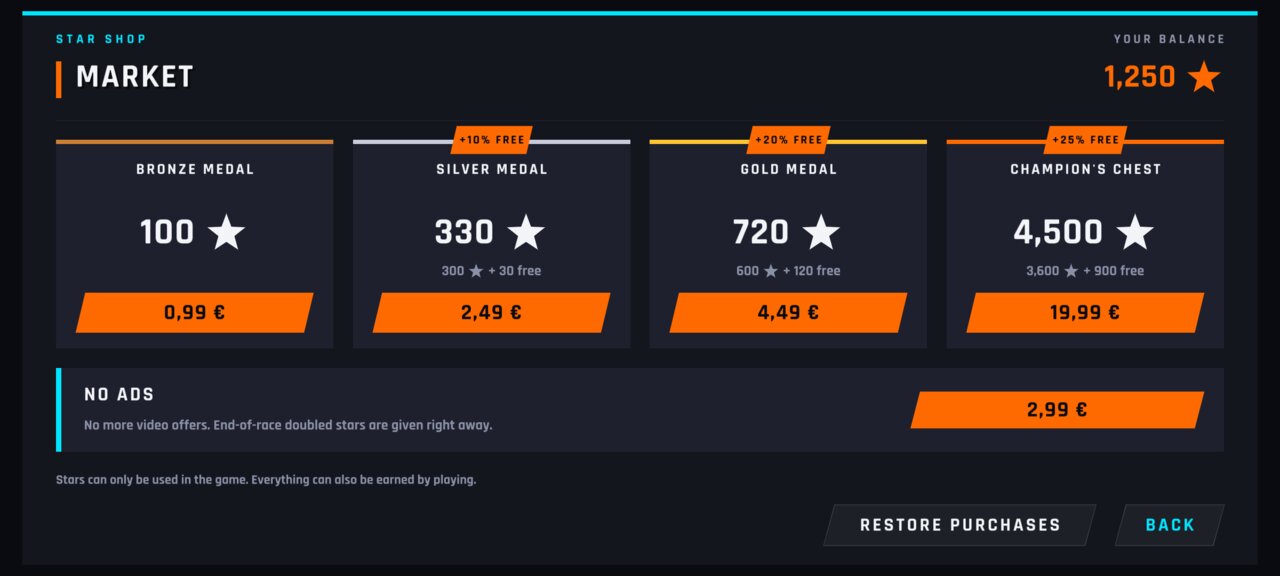 STAR SHOP
YOUR BALANCE
MARKET
1,250 ★
+10% FREE
+20% FREE
+25% FREE
BRONZE MEDAL
SILVER MEDAL
GOLD MEDAL
CHAMPION'S CHEST
100 ★
330 ★
720 ★
4,500 ★
300 ★ + 30 free
600 ★ + 120 free
3,600 ★ + 900 free
0,99 €
2,49 €
4,49 €
19,99 €
NO ADS
No more video offers. End-of-race doubled stars are given right away.
2,99 €
Stars can only be used in the game. Everything can also be earned by playing.
RESTORE PURCHASES
BACK